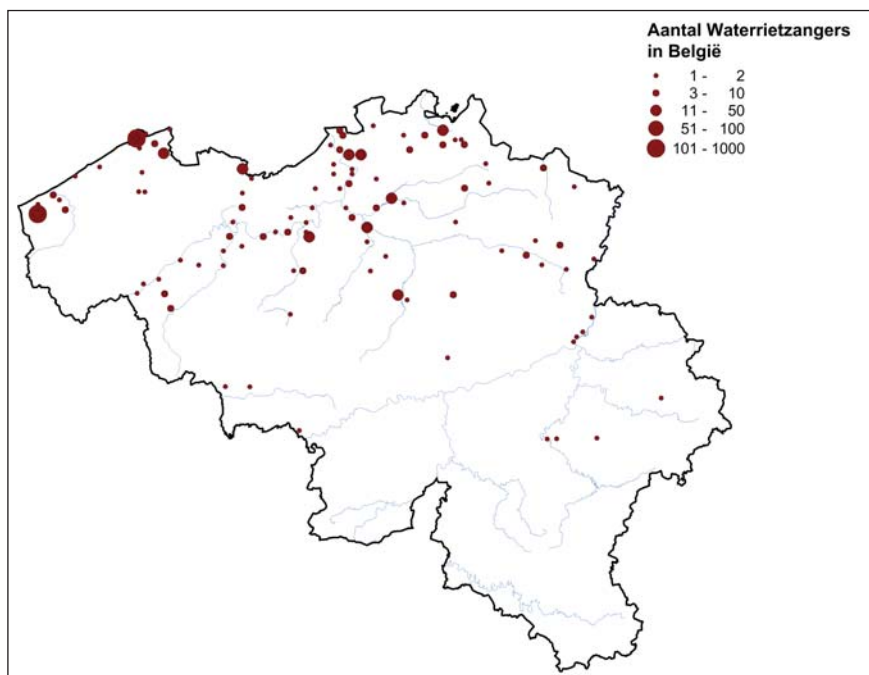 Aantal Waterrietzangers
in België
1 - 2
3 - 10
11 - 50
51 - 100
101 - 1000